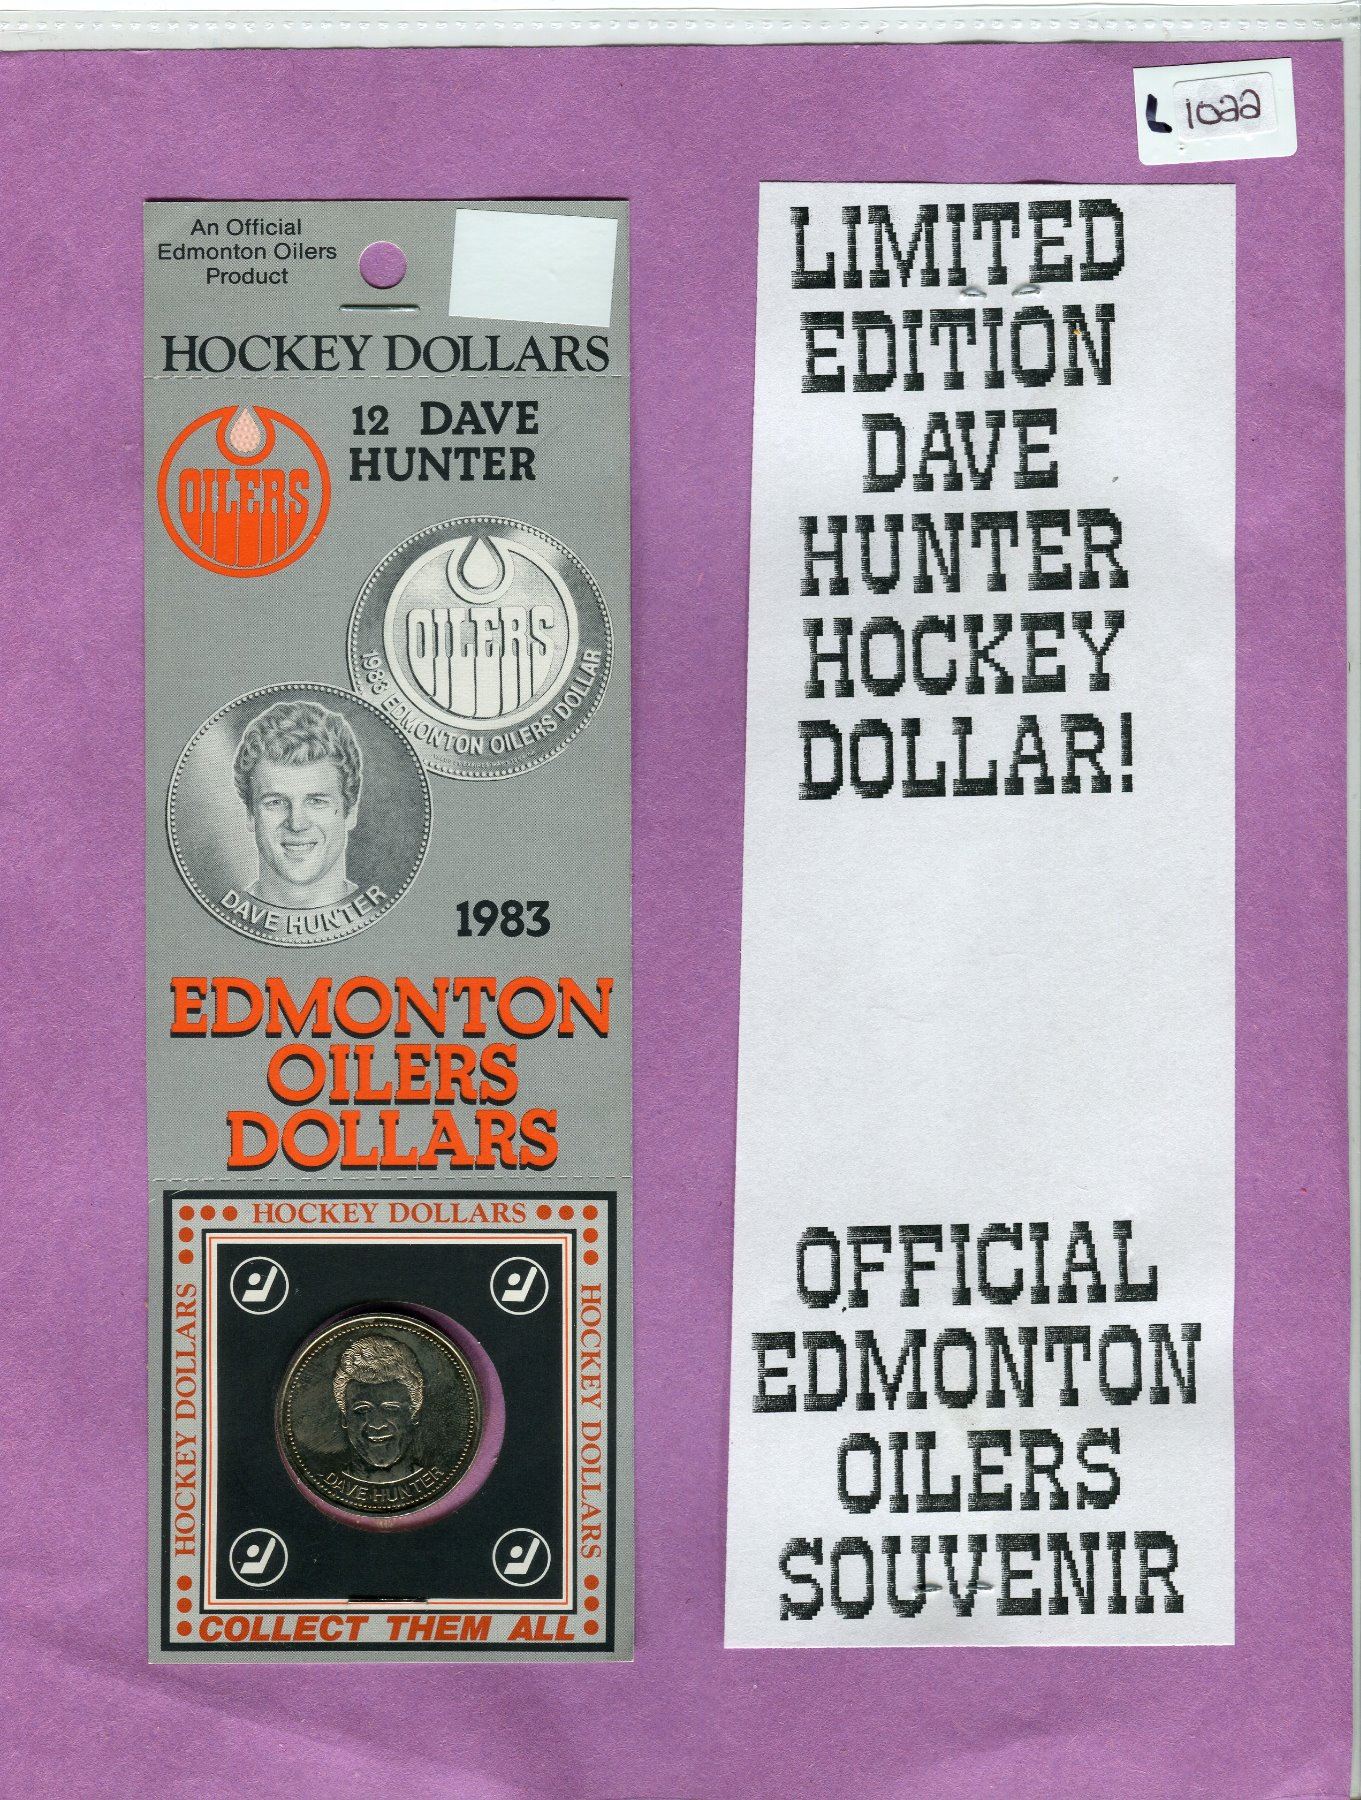 L 1022
An Official
Edmonton Oilers
Product
HOCKEY DOLLARS
12 DAVE
HUNTER
OILERS
OILERS
1983 EDMONTON OILERS DOLLAR
DAVE HUNTER
1983
EDMONTON
OILERS
DOLLARS
HOCKEY DOLLARS
HOCKEY DOLLARS
HOCKEY DOLLARS
DAVE HUNTER
COLLECT THEM ALL
LIMITED
EDITION
DAVE
HUNTER
HOCKEY
DOLLAR!
OFFICIAL
EDMONTON
OILERS
SOUVENIR